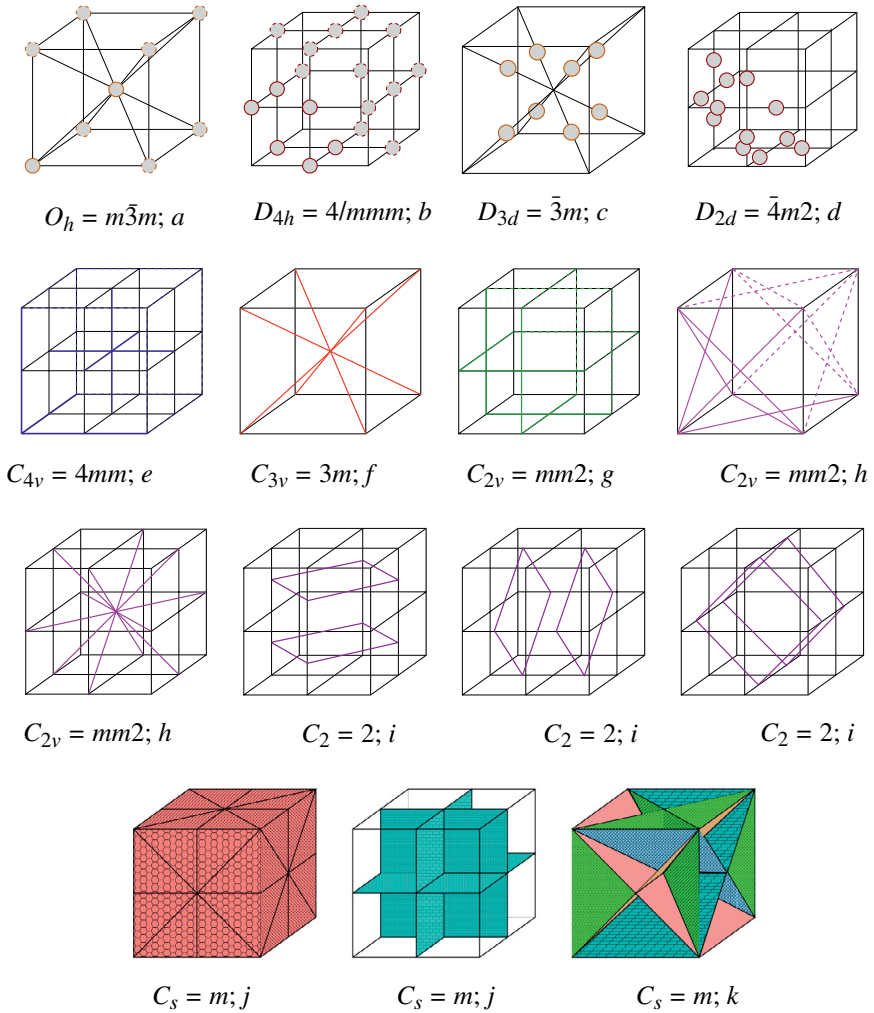 O_h = m3̄m; a D_4h = 4/mmm; b D_3d = 3̄m; c D_2d = 4̄m2; d
C_4v = 4mm; e C_3v = 3m; f C_2v = mm2; g C_2v = mm2; h
C_2v = mm2; h C_2 = 2; i C_2 = 2; i C_2 = 2; i
C_s = m; j C_s = m; j C_s = m; k